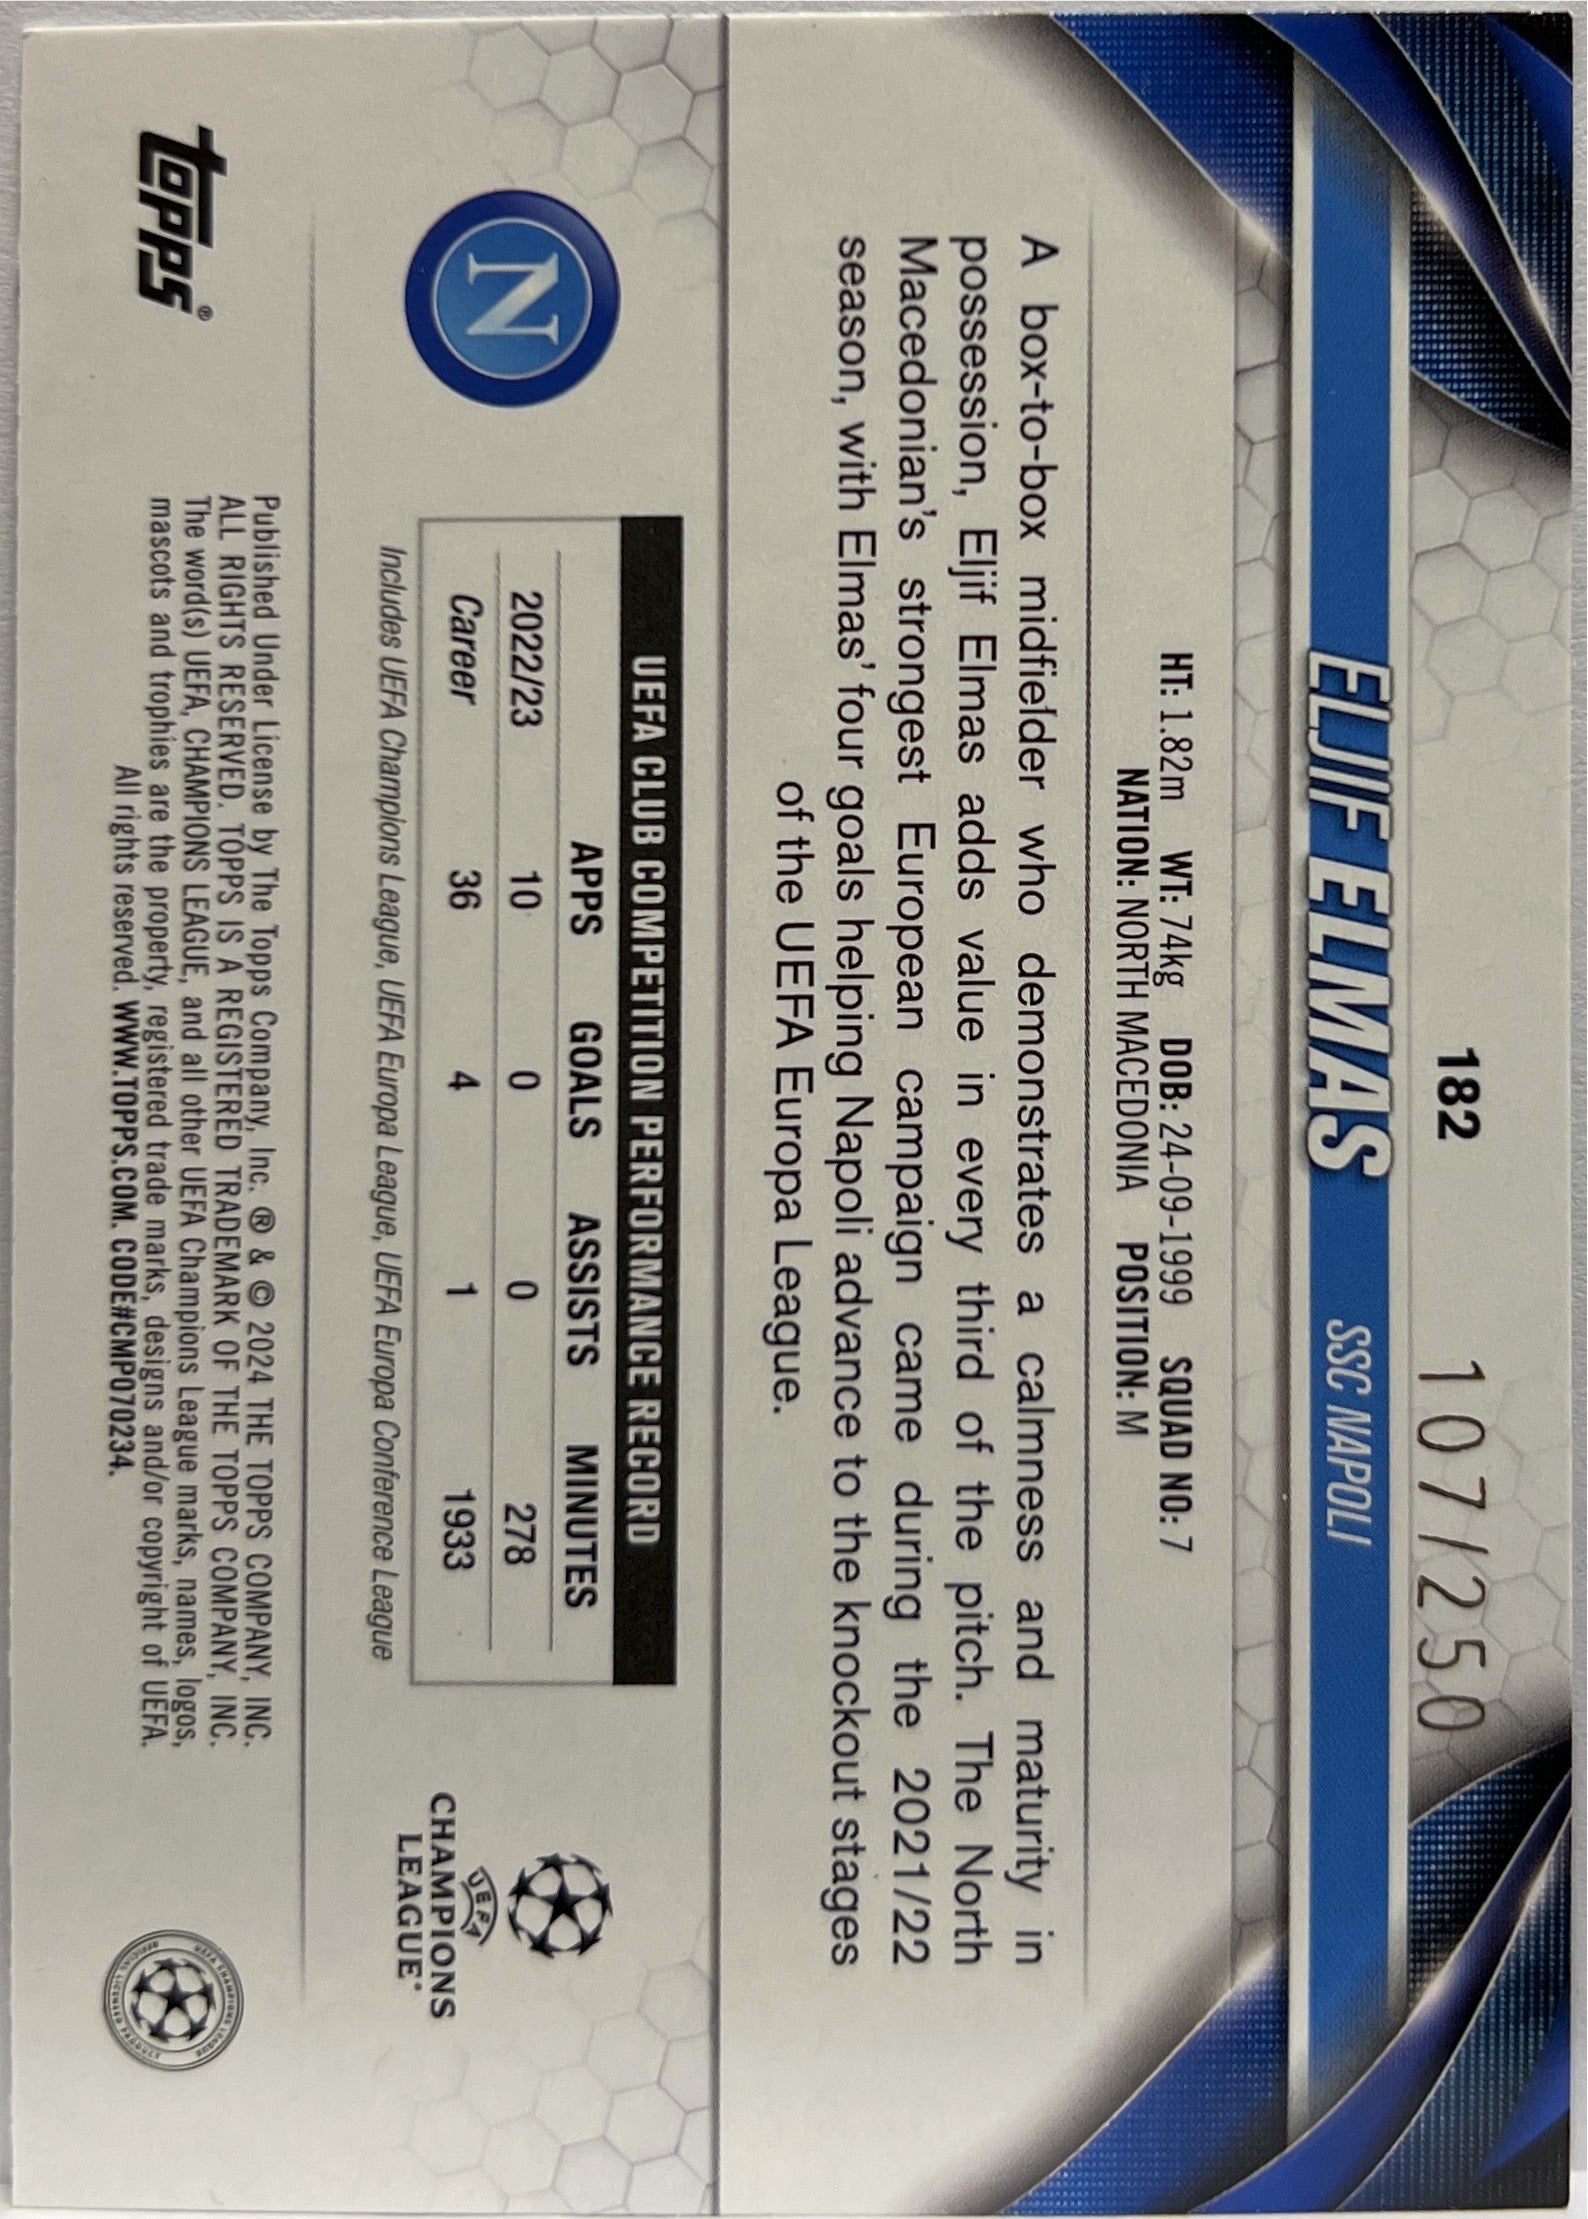 182
107/250
ELJIF ELMAS SSC NAPOLI
HT: 1.82m WT: 74kg DOB: 24-09-1999 SQUAD NO: 7
NATION: NORTH MACEDONIA POSITION: M
A box-to-box midfielder who demonstrates a calmness and maturity in
possession, Eljif Elmas adds value in every third of the pitch. The North
Macedonian's strongest European campaign came during the 2021/22
season, with Elmas' four goals helping Napoli advance to the knockout stages
of the UEFA Europa League.
N
UEFA CLUB COMPETITION PERFORMANCE RECORD
APPS GOALS ASSISTS MINUTES
2022/23 10 0 0 278
Career 36 4 1 1933
Includes UEFA Champions League, UEFA Europa League, UEFA Europa Conference League
UEFA
CHAMPIONS
LEAGUE
topps®
Published Under License by The Topps Company, Inc. ® & © 2024 THE TOPPS COMPANY, INC.
ALL RIGHTS RESERVED. TOPPS IS A REGISTERED TRADEMARK OF THE TOPPS COMPANY, INC.
The word(s) UEFA, CHAMPIONS LEAGUE, and all other UEFA Champions League marks, names, logos,
mascots and trophies are the property, registered trade marks, designs and/or copyright of UEFA.
All rights reserved. WWW.TOPPS.COM. CODE#CMP070234.
UEFA CHAMPIONS LEAGUE
OFFICIAL LICENSED PRODUCT